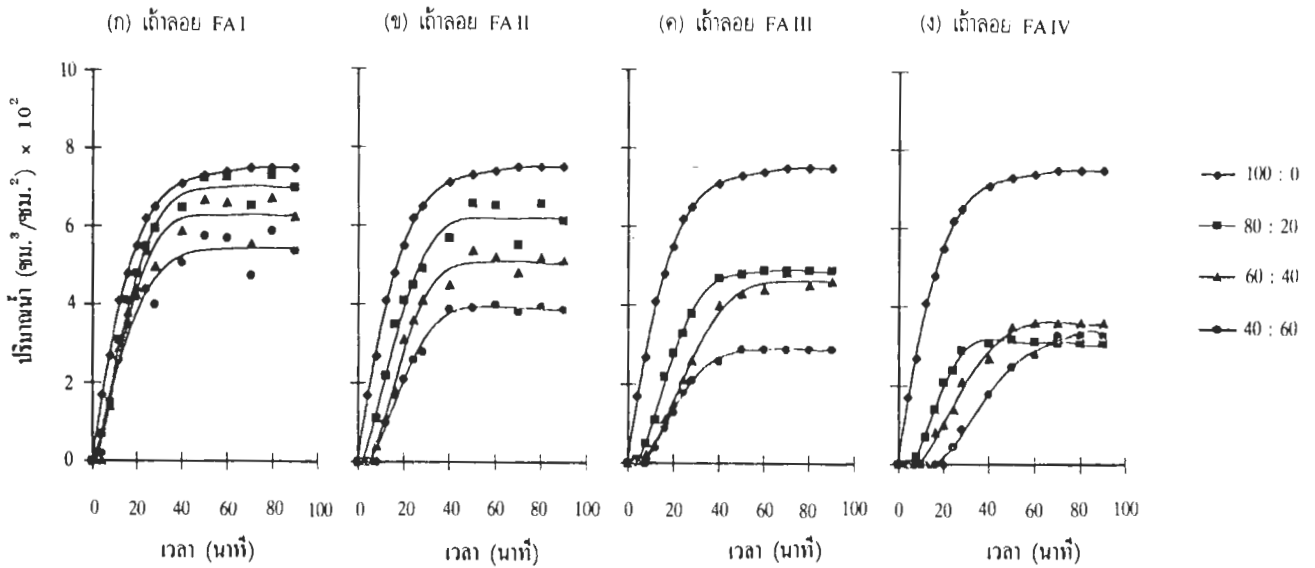 (ก) เถ้าลอย FA I
(ข) เถ้าลอย FA II
(ค) เถ้าลอย FA III
(ง) เถ้าลอย FA IV
ปริมาณน้ำ (ซม.³/ซม.²) × 10²
10
8
6
4
2
0
0 20 40 60 80 100
0 20 40 60 80 100
0 20 40 60 80 100
0 20 40 60 80 100
เวลา (นาที)
เวลา (นาที)
เวลา (นาที)
เวลา (นาที)
100 : 0
80 : 20
60 : 40
40 : 60